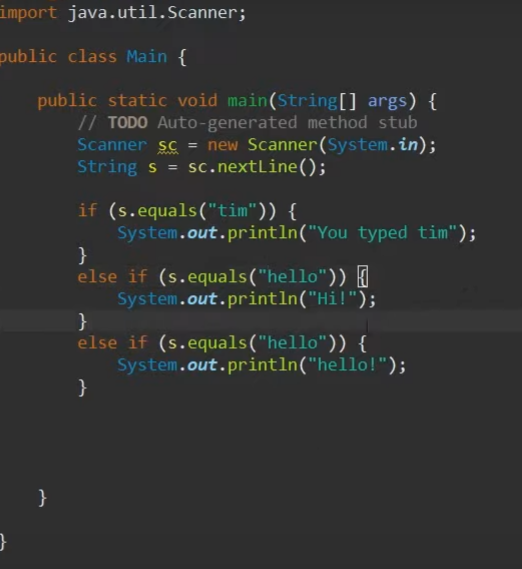 import java.util.Scanner;
public class Main {
public static void main(String[] args) {
// TODO Auto-generated method stub
Scanner sc = new Scanner(System.in);
String s = sc.nextLine();
if (s.equals("tim")) {
System.out.println("You typed tim");
}
else if (s.equals("hello")) {
System.out.println("Hi!");
}
else if (s.equals("hello")) {
System.out.println("hello!");
}
}
}